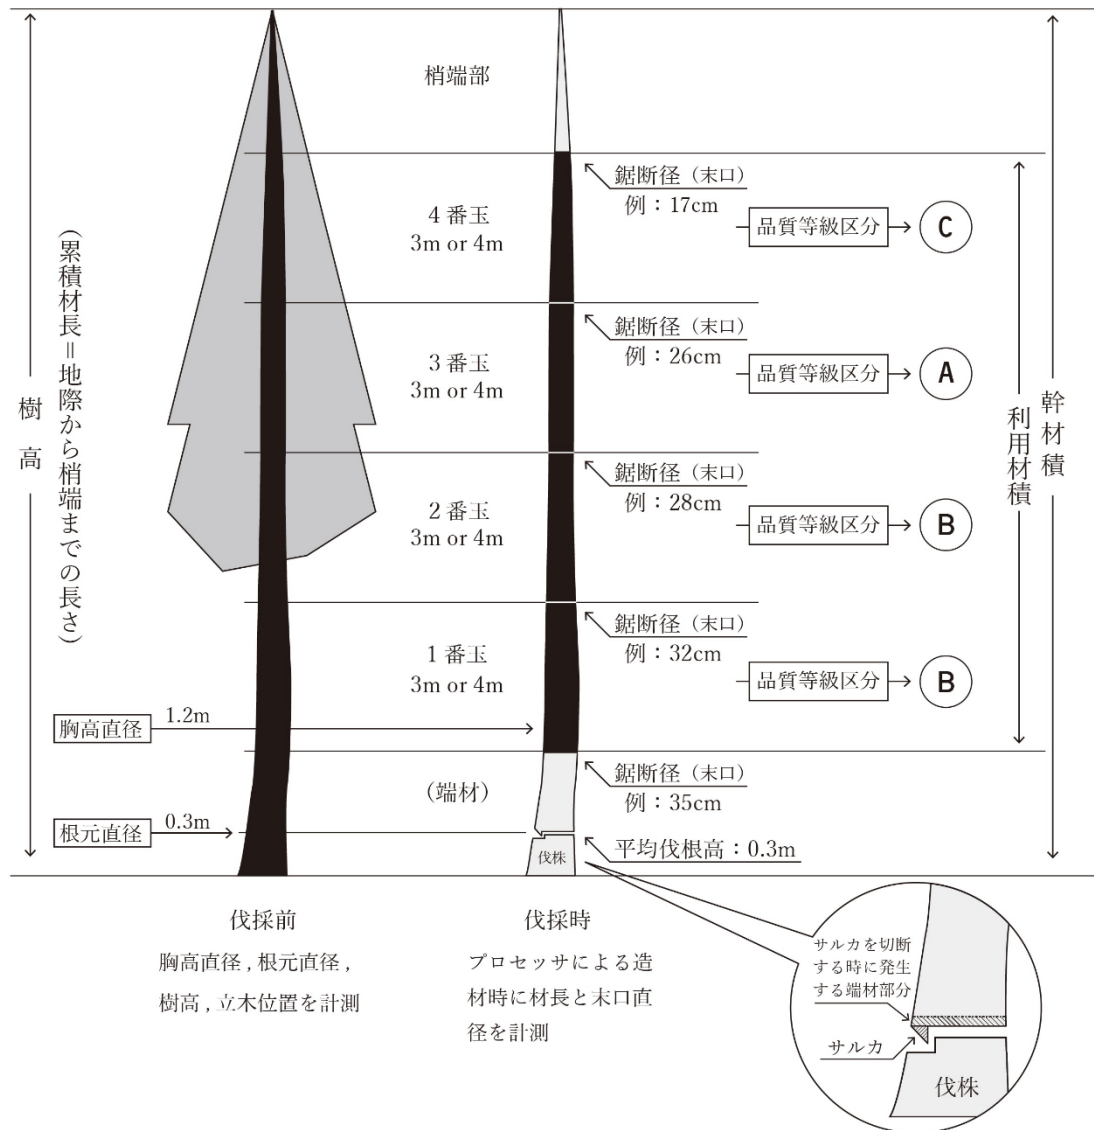 樹高
(累積材長＝地際から梢端までの長さ)
梢端部
鋸断径（末口）
例：17cm
4番玉
3m or 4m
品質等級区分
C
鋸断径（末口）
例：26cm
3番玉
3m or 4m
品質等級区分
A
鋸断径（末口）
例：28cm
2番玉
3m or 4m
品質等級区分
B
鋸断径（末口）
例：32cm
1番玉
3m or 4m
品質等級区分
B
利用材積
幹材積
胸高直径
1.2m
鋸断径（末口）
例：35cm
（端材）
根元直径
0.3m
平均伐根高：0.3m
伐株
伐採前
胸高直径,根元直径,
樹高,立木位置を計測
伐採時
プロセッサによる造
材時に材長と末口直
径を計測
サルカを切断
する時に発生
する端材部分
サルカ
伐株